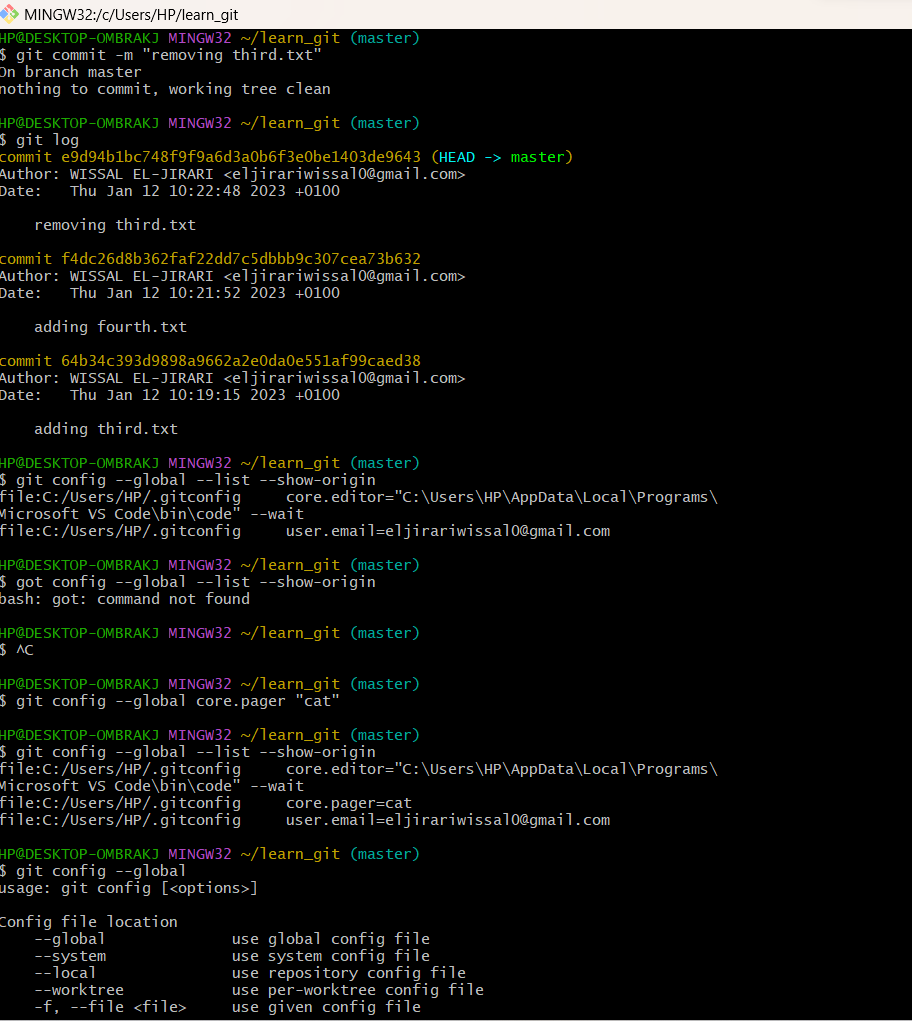 MINGW32:/c/Users/HP/learn_git
HP@DESKTOP-OMBRAKJ MINGW32 ~/learn_git (master)
$ git commit -m "removing third.txt"
On branch master
nothing to commit, working tree clean
HP@DESKTOP-OMBRAKJ MINGW32 ~/learn_git (master)
$ git log
commit e9d94b1bc748f9f9a6d3a0b6f3e0be1403de9643 (HEAD -> master)
Author: WISSAL EL-JIRARI <eljirariwissal0@gmail.com>
Date:   Thu Jan 12 10:22:48 2023 +0100
removing third.txt
commit f4dc26d8b362faf22dd7c5dbbb9c307cea73b632
Author: WISSAL EL-JIRARI <eljirariwissal0@gmail.com>
Date:   Thu Jan 12 10:21:52 2023 +0100
adding fourth.txt
commit 64b34c393d9898a9662a2e0da0e551af99caed38
Author: WISSAL EL-JIRARI <eljirariwissal0@gmail.com>
Date:   Thu Jan 12 10:19:15 2023 +0100
adding third.txt
HP@DESKTOP-OMBRAKJ MINGW32 ~/learn_git (master)
$ git config --global --list --show-origin
file:C:/Users/HP/.gitconfig     core.editor="C:\Users\HP\AppData\Local\Programs\
Microsoft VS Code\bin\code" --wait
file:C:/Users/HP/.gitconfig     user.email=eljirariwissal0@gmail.com
HP@DESKTOP-OMBRAKJ MINGW32 ~/learn_git (master)
$ got config --global --list --show-origin
bash: got: command not found
HP@DESKTOP-OMBRAKJ MINGW32 ~/learn_git (master)
$ ^C
HP@DESKTOP-OMBRAKJ MINGW32 ~/learn_git (master)
$ git config --global core.pager "cat"
HP@DESKTOP-OMBRAKJ MINGW32 ~/learn_git (master)
$ git config --global --list --show-origin
file:C:/Users/HP/.gitconfig     core.editor="C:\Users\HP\AppData\Local\Programs\
Microsoft VS Code\bin\code" --wait
file:C:/Users/HP/.gitconfig     core.pager=cat
file:C:/Users/HP/.gitconfig     user.email=eljirariwissal0@gmail.com
HP@DESKTOP-OMBRAKJ MINGW32 ~/learn_git (master)
$ git config --global
usage: git config [<options>]
Config file location
--global              use global config file
--system              use system config file
--local               use repository config file
--worktree            use per-worktree config file
-f, --file <file>     use given config file